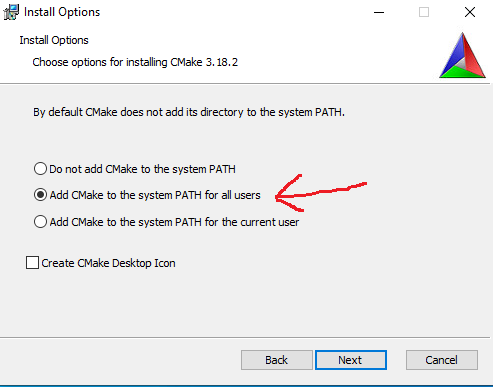 Install Options
Install Options
Choose options for installing CMake 3.18.2
By default CMake does not add its directory to the system PATH.
Do not add CMake to the system PATH
Add CMake to the system PATH for all users
Add CMake to the system PATH for the current user
Create CMake Desktop Icon
Back
Next
Cancel